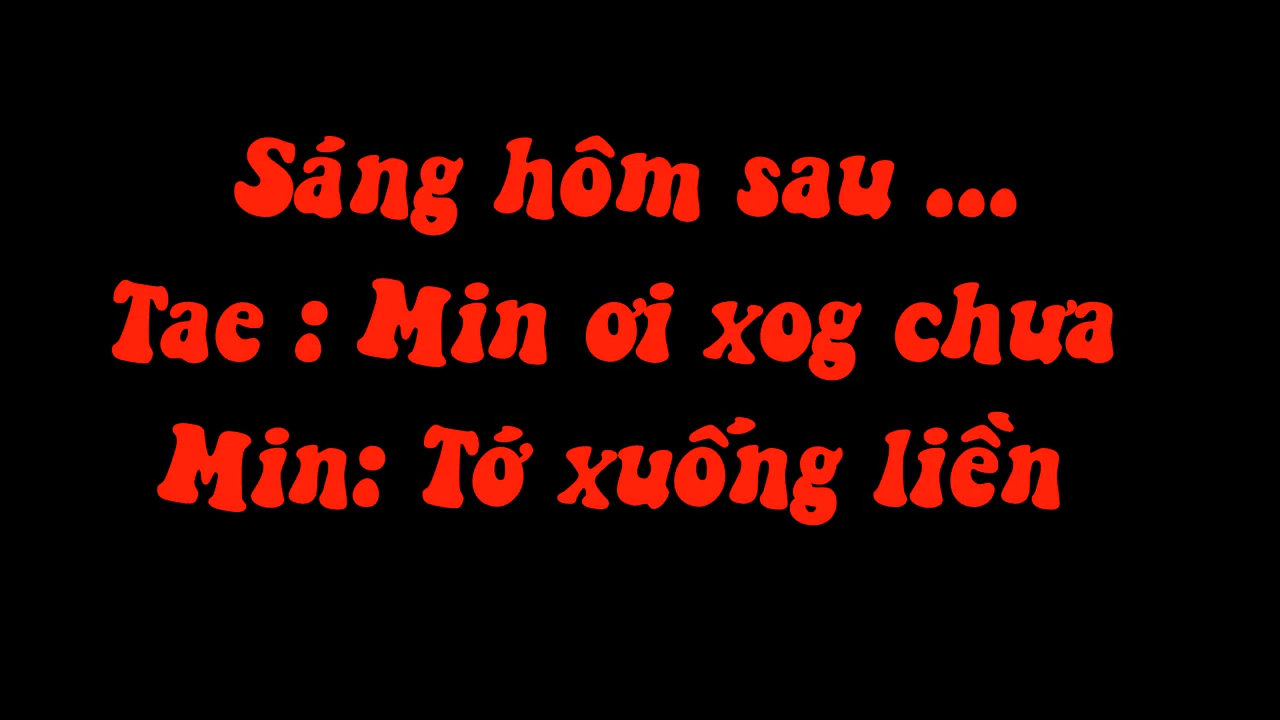 Sáng hôm sau ...
Tae : Min ơi xog chưa
Min: Tớ xuống liền